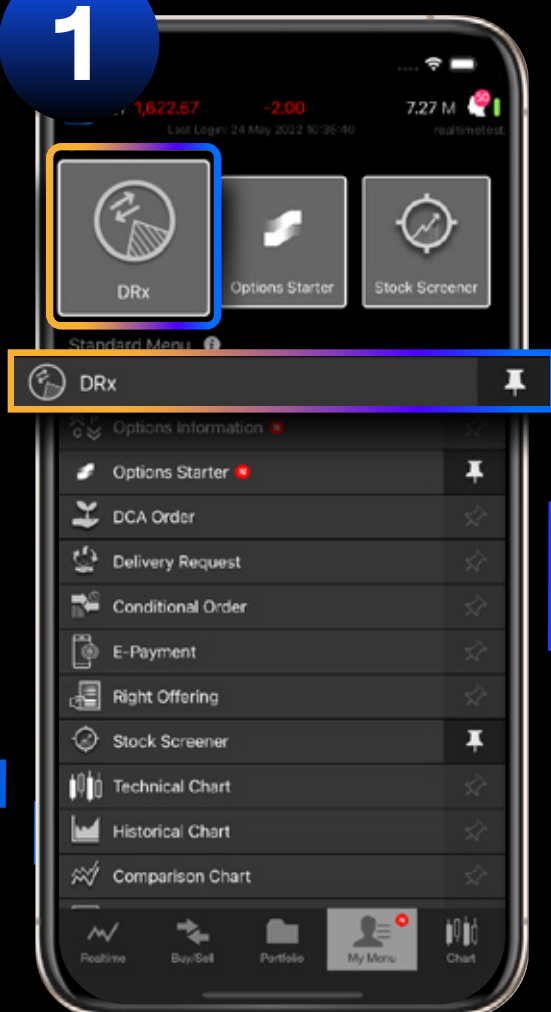 1
1,622.67 -2.00 7.27 M 50
Last Login: 24 May 2022 10:36:40 realtimetest
DRx Options Starter Stock Screener
Standard Menu i
DRx
Options Information N
Options Starter N
DCA Order
Delivery Request
Conditional Order
E-Payment
Right Offering
Stock Screener
Technical Chart
Historical Chart
Comparison Chart
Realtime Buy/Sell Portfolio My Menu N Chart